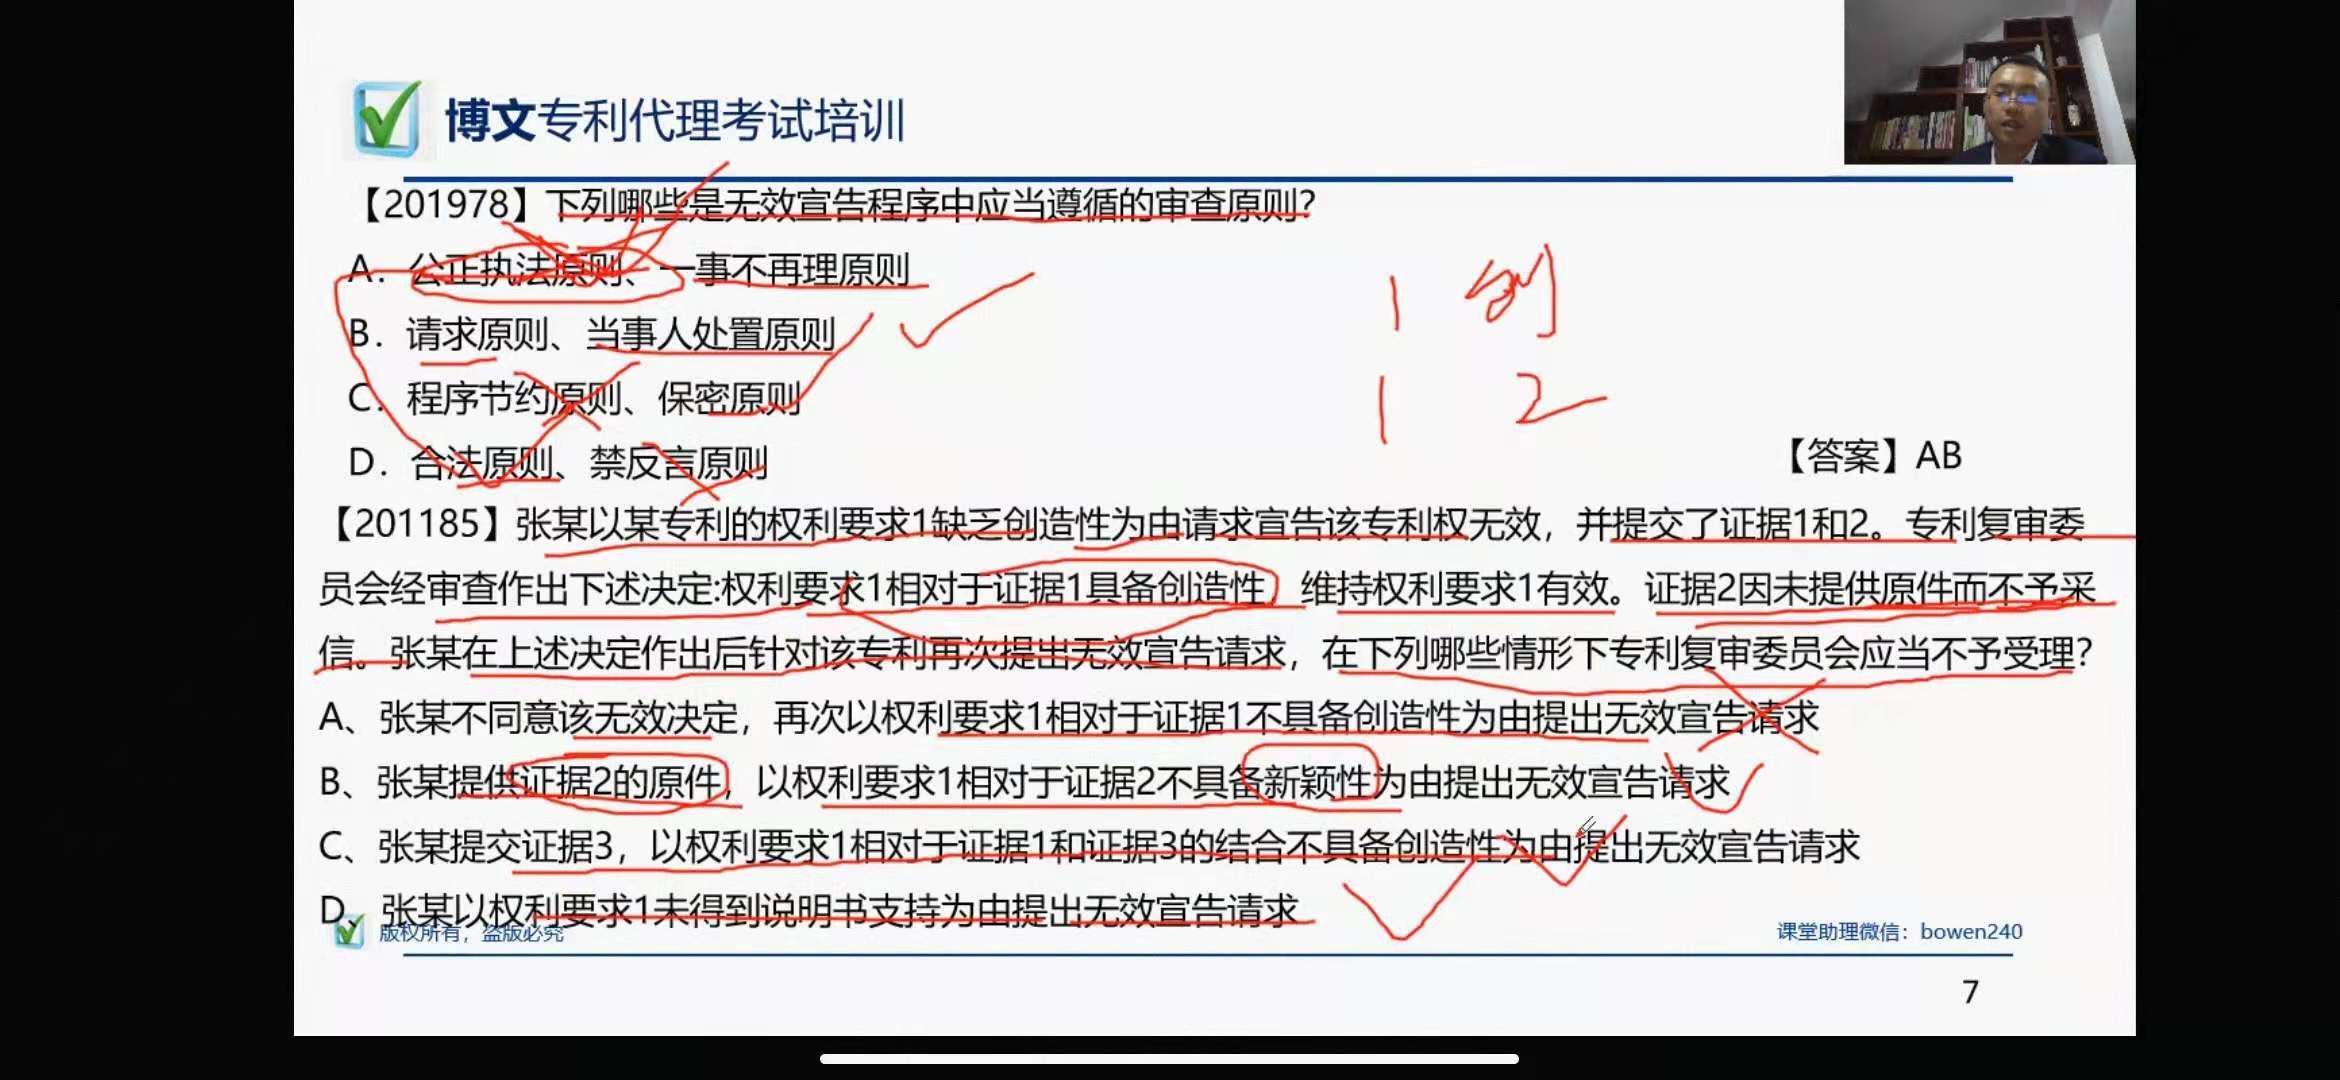 博文专利代理考试培训
【201978】下列哪些是无效宣告程序中应当遵循的审查原则?
A. 公正执法原则、一事不再理原则
B. 请求原则、当事人处置原则
C. 程序节约原则、保密原则
D. 合法原则、禁反言原则
1 创
1 2
【答案】AB
【201185】张某以某专利的权利要求1缺乏创造性为由请求宣告该专利权无效，并提交了证据1和2。专利复审委
员会经审查作出下述决定:权利要求1相对于证据1具备创造性，维持权利要求1有效。证据2因未提供原件而不予采
信。张某在上述决定作出后针对该专利再次提出无效宣告请求，在下列哪些情形下专利复审委员会应当不予受理?
A、张某不同意该无效决定，再次以权利要求1相对于证据1不具备创造性为由提出无效宣告请求
B、张某提供证据2的原件，以权利要求1相对于证据2不具备新颖性为由提出无效宣告请求
C、张某提交证据3，以权利要求1相对于证据1和证据3的结合不具备创造性为由提出无效宣告请求
D、张某以权利要求1未得到说明书支持为由提出无效宣告请求
版权所有，盗版必究
课堂助理微信：bowen240
7